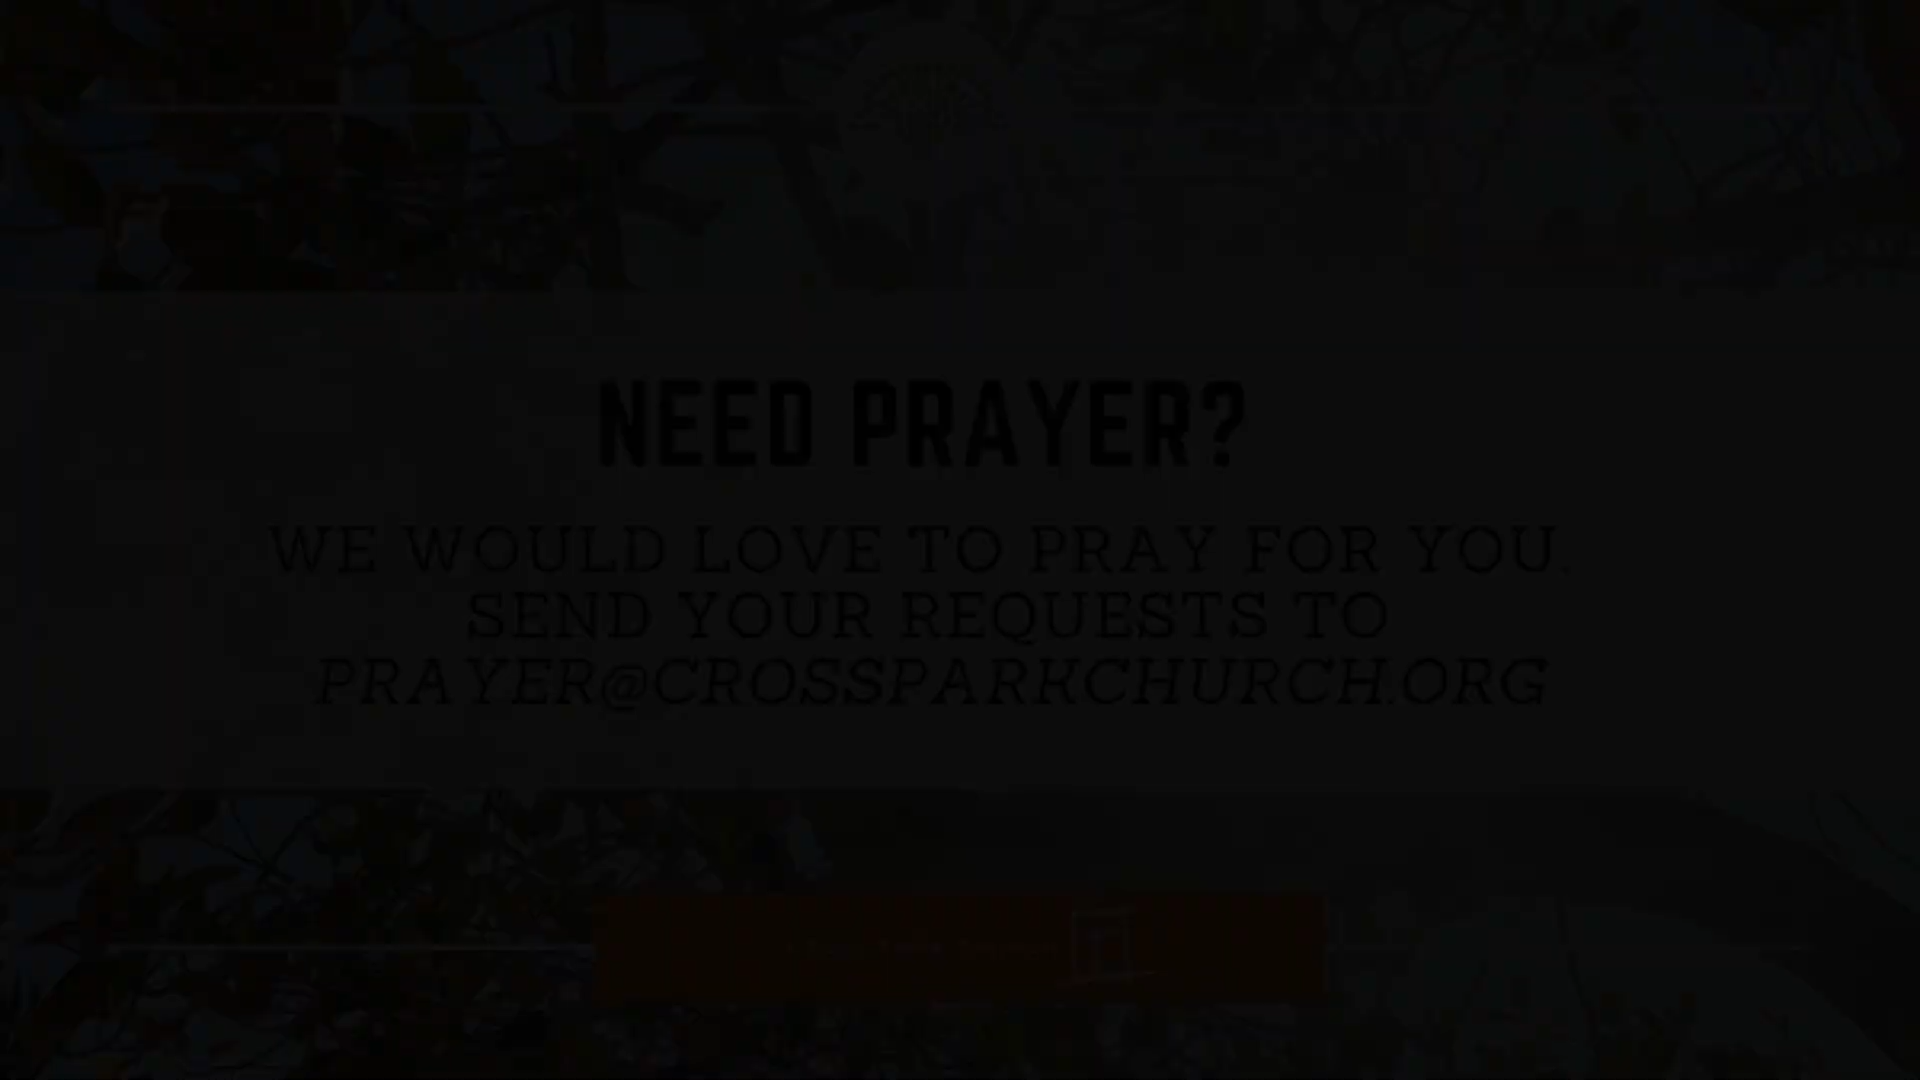 NEED PRAYER?
WE WOULD LOVE TO PRAY FOR YOU.
SEND YOUR REQUESTS TO
PRAYER@CROSSPARKCHURCH.ORG